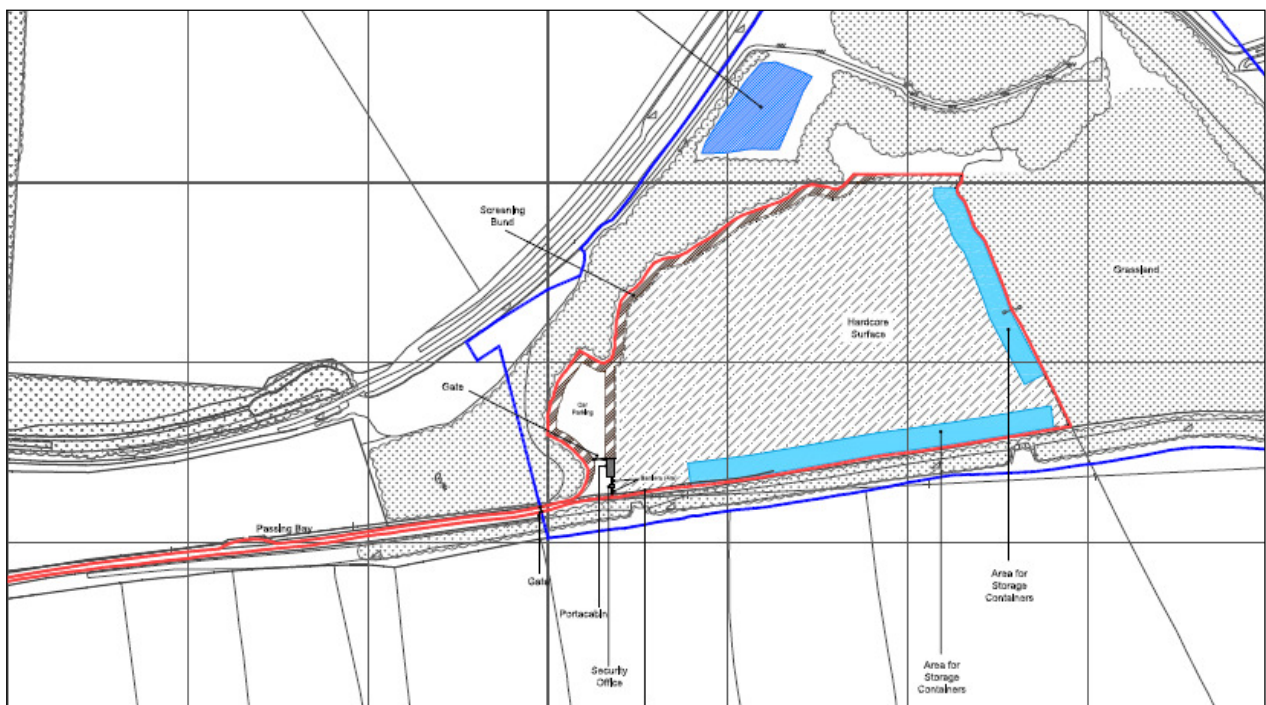 Screening
Bund
Grassland
Hardcore
Surface
Gate
Car
Parking
Passing Bay
Gate
Portacabin
Security
Office
Area for
Storage
Containers
Area for
Storage
Containers